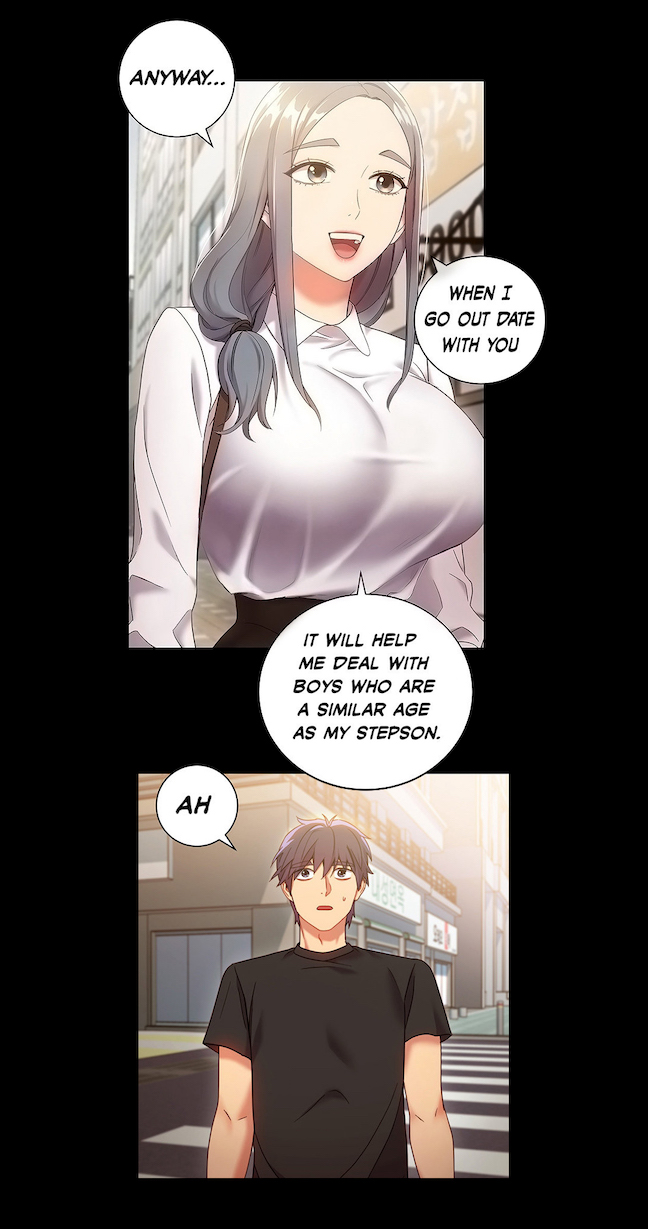 ANYWAY...
WHEN I
GO OUT DATE
WITH YOU
IT WILL HELP
ME DEAL WITH
BOYS WHO ARE
A SIMILAR AGE
AS MY STEPSON.
AH